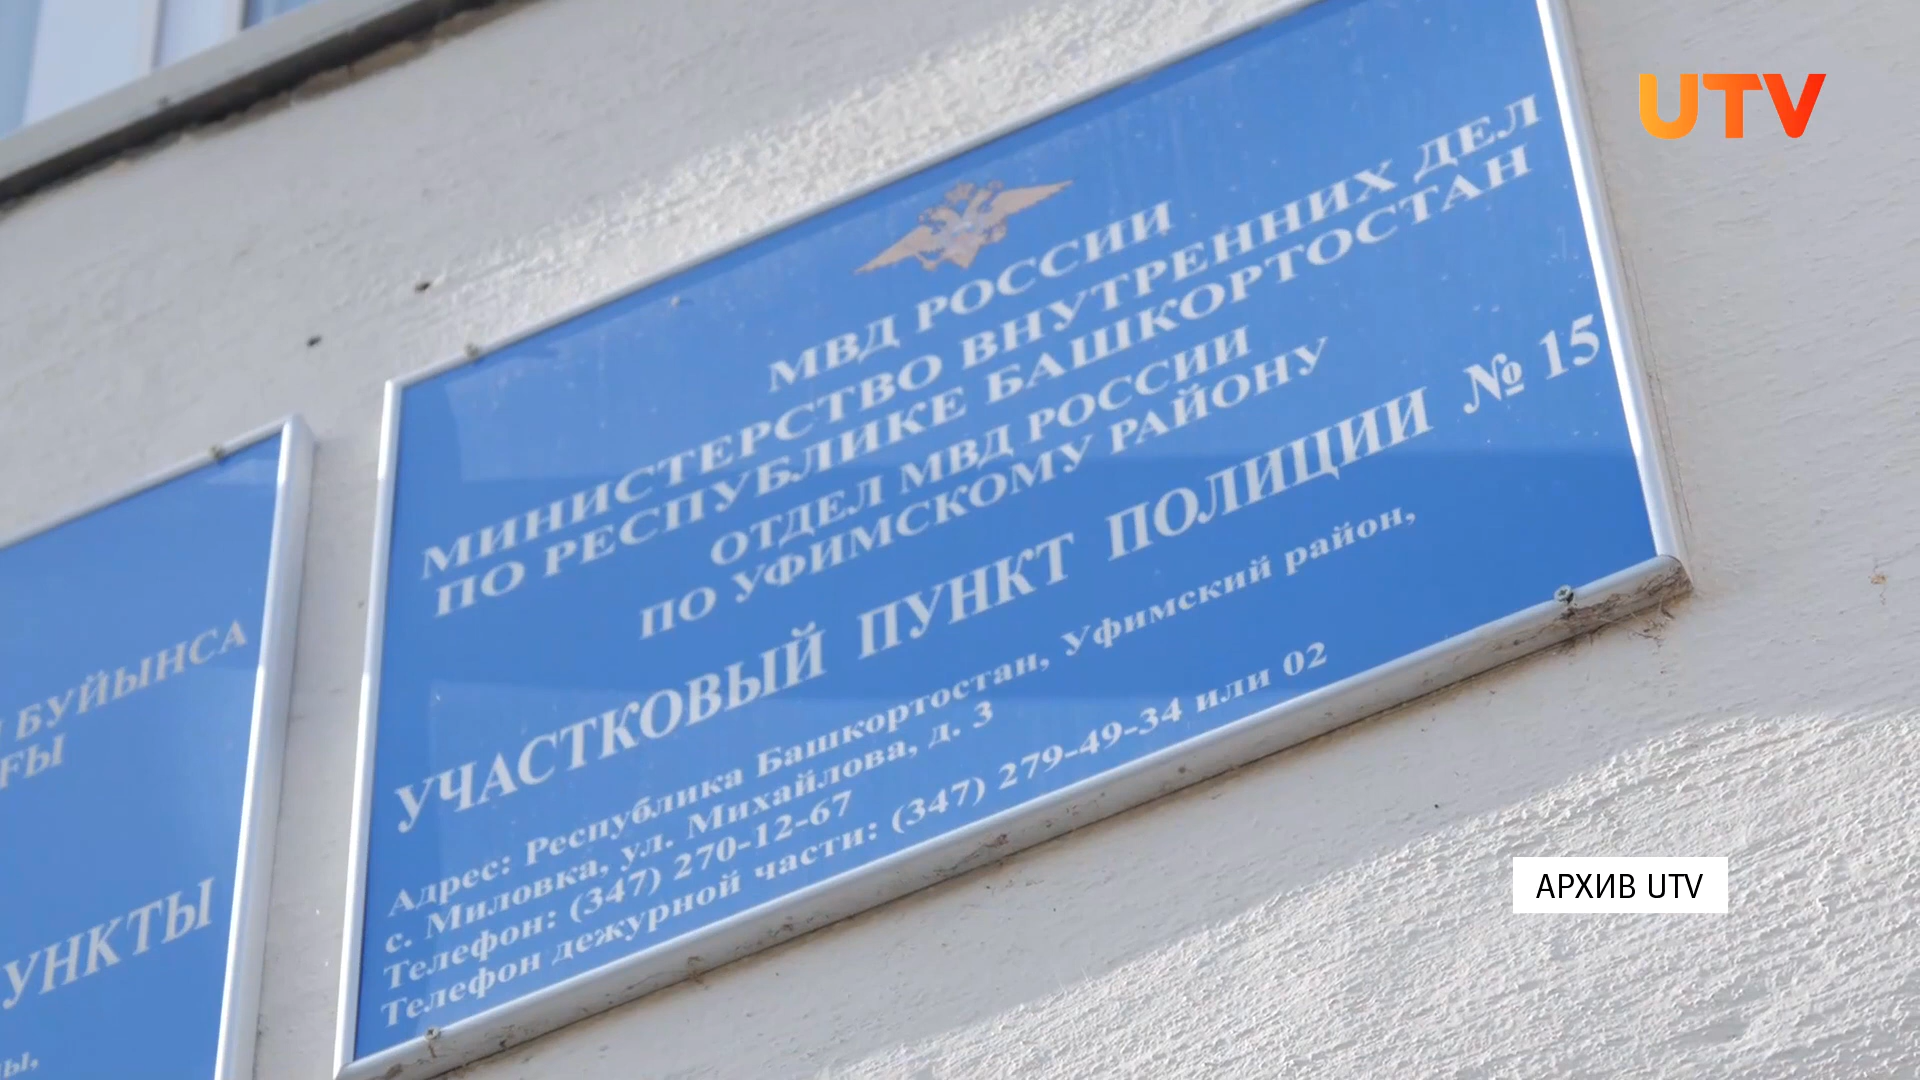 UTV
МВД РОССИИ
МИНИСТЕРСТВО ВНУТРЕННИХ ДЕЛ
ПО РЕСПУБЛИКЕ БАШКОРТОСТАН
ОТДЕЛ МВД РОССИИ
ПО УФИМСКОМУ РАЙОНУ
УЧАСТКОВЫЙ ПУНКТ ПОЛИЦИИ № 15
Адрес: Республика Башкортостан, Уфимский район,
с. Миловка, ул. Михайлова, д. 3
Телефон: (347) 270-12-67
Телефон дежурной части: (347) 279-49-34 или 02
БУЙЫНСА
УНКТЫ
АРХИВ UTV